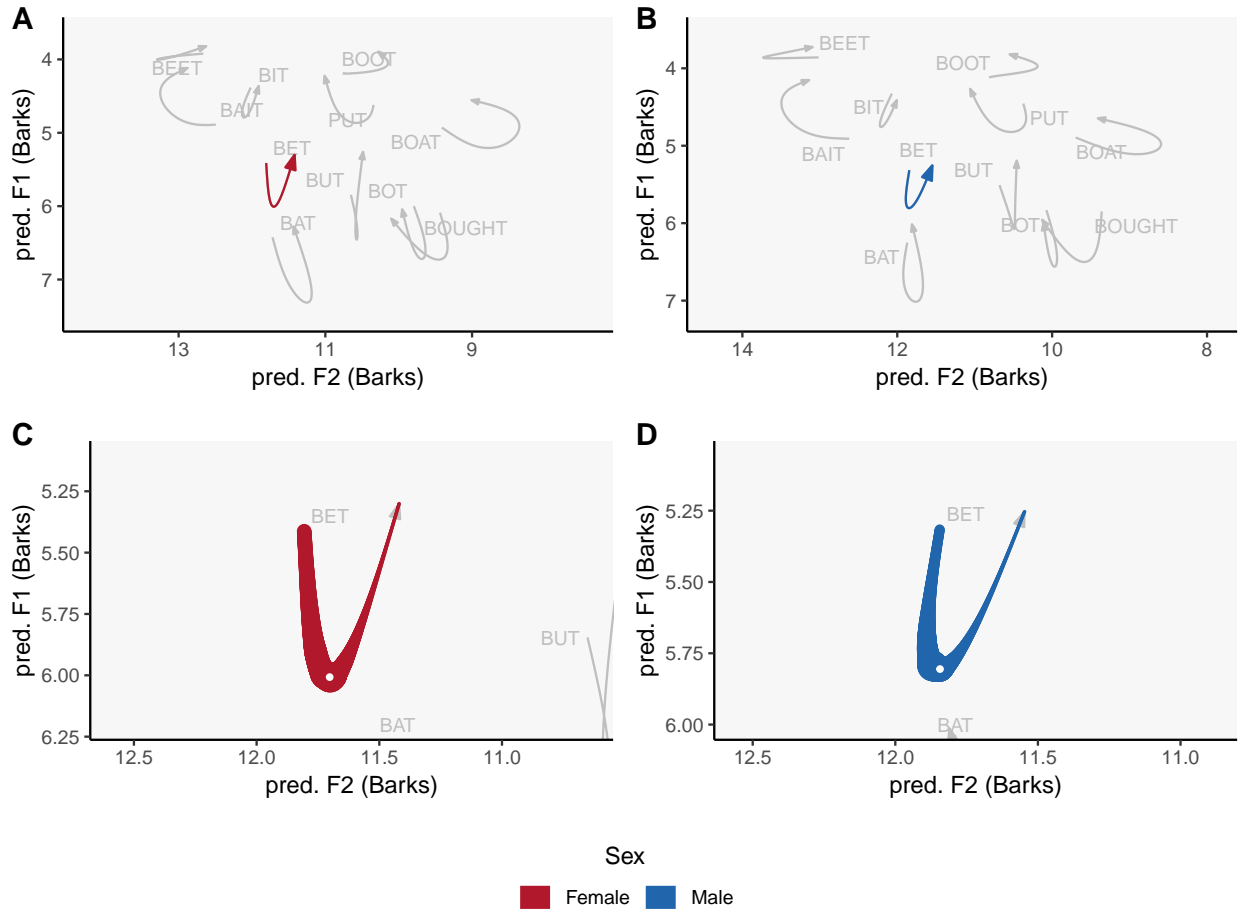 A
pred. F1 (Barks)
4
5
6
7
BEET
BIT
BOOT
BAIT
PUT
BOAT
BET
BUT
BOT
BAT
BOUGHT
13
11
9
pred. F2 (Barks)
B
pred. F1 (Barks)
4
5
6
7
BEET
BOOT
BIT
PUT
BAIT
BET
BOAT
BUT
BOT
BOUGHT
BAT
14
12
10
8
pred. F2 (Barks)
C
pred. F1 (Barks)
5.25
5.50
5.75
6.00
6.25
BET
BUT
BAT
12.5
12.0
11.5
11.0
pred. F2 (Barks)
D
pred. F1 (Barks)
5.25
5.50
5.75
6.00
BET
BAT
12.5
12.0
11.5
11.0
pred. F2 (Barks)
Sex
Female
Male